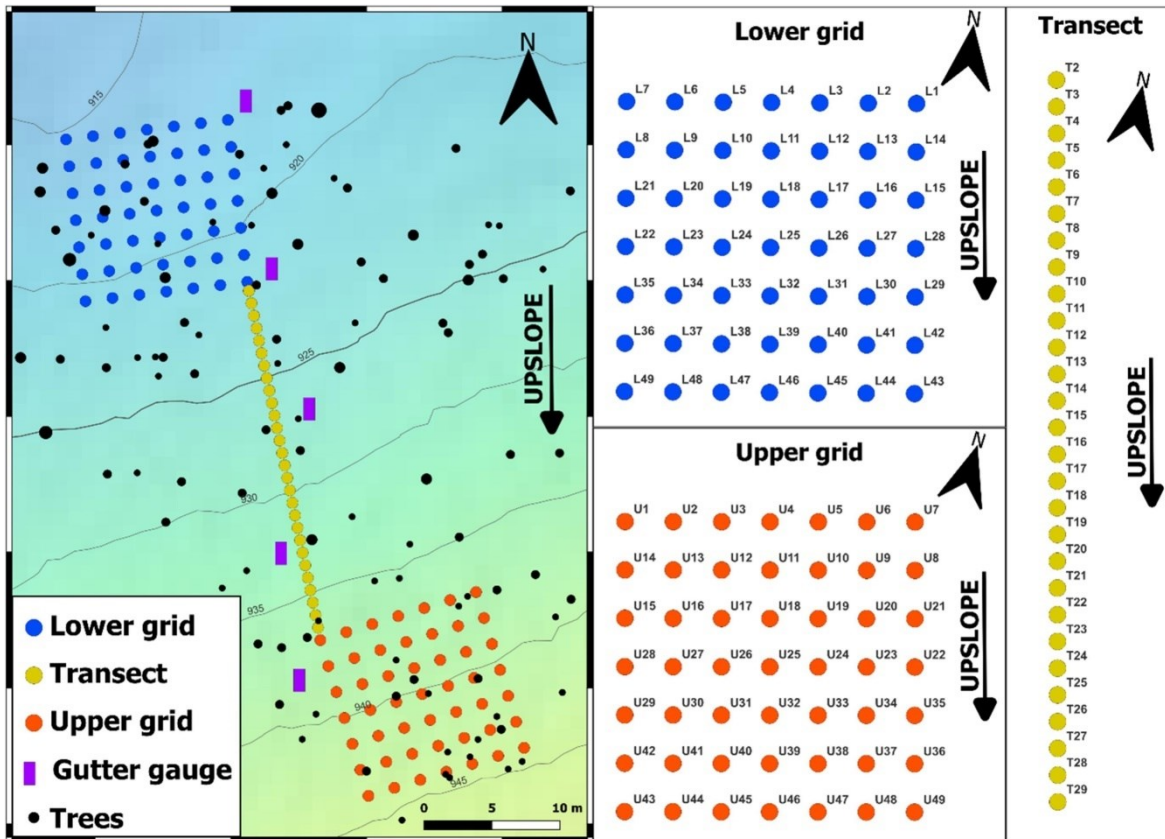 N
915
920
925
930
935
940
945
UPSLOPE
Lower grid
Transect
Upper grid
Gutter gauge
Trees
0 5 10 m
Lower grid
N
L7 L6 L5 L4 L3 L2 L1
L8 L9 L10 L11 L12 L13 L14
L21 L20 L19 L18 L17 L16 L15
L22 L23 L24 L25 L26 L27 L28
L35 L34 L33 L32 L31 L30 L29
L36 L37 L38 L39 L40 L41 L42
L49 L48 L47 L46 L45 L44 L43
UPSLOPE
Upper grid
N
U1 U2 U3 U4 U5 U6 U7
U14 U13 U12 U11 U10 U9 U8
U15 U16 U17 U18 U19 U20 U21
U28 U27 U26 U25 U24 U23 U22
U29 U30 U31 U32 U33 U34 U35
U42 U41 U40 U39 U38 U37 U36
U43 U44 U45 U46 U47 U48 U49
UPSLOPE
Transect
N
T2
T3
T4
T5
T6
T7
T8
T9
T10
T11
T12
T13
T14
T15
T16
T17
T18
T19
T20
T21
T22
T23
T24
T25
T26
T27
T28
T29
UPSLOPE